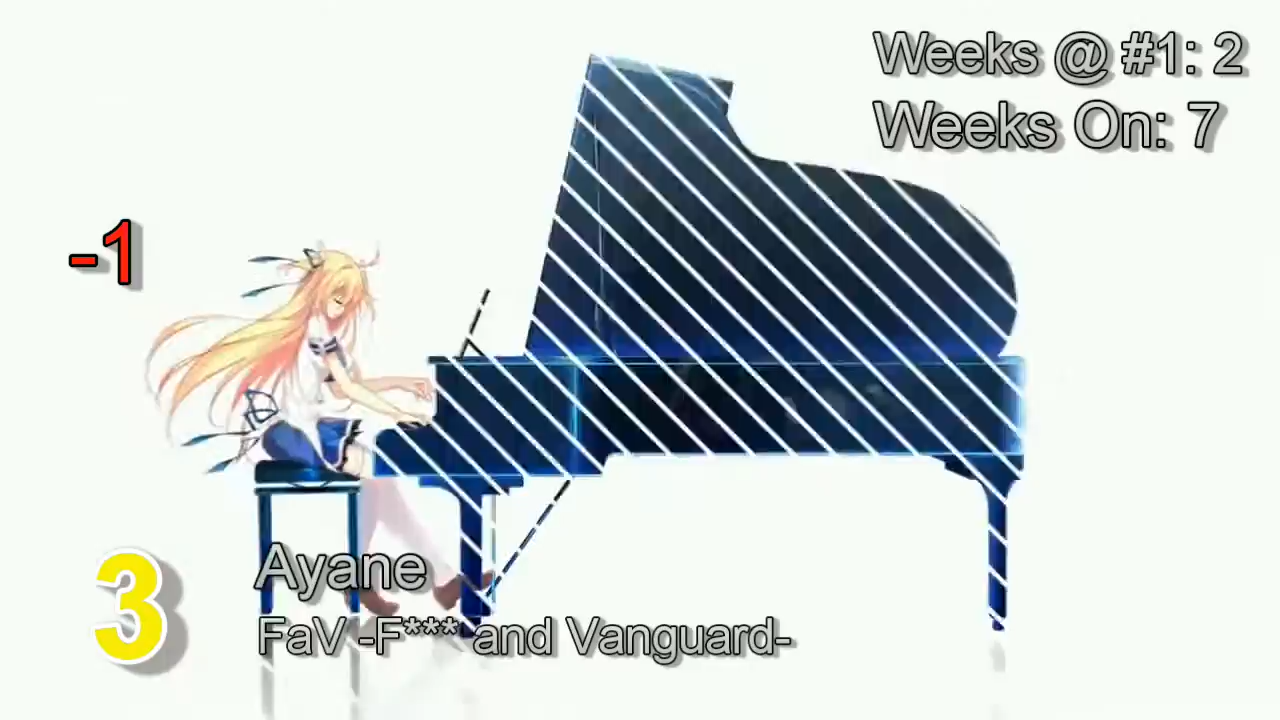 Weeks @ #1: 2
Weeks On: 7
-1
3
Ayane
FaV -F*** and Vanguard-